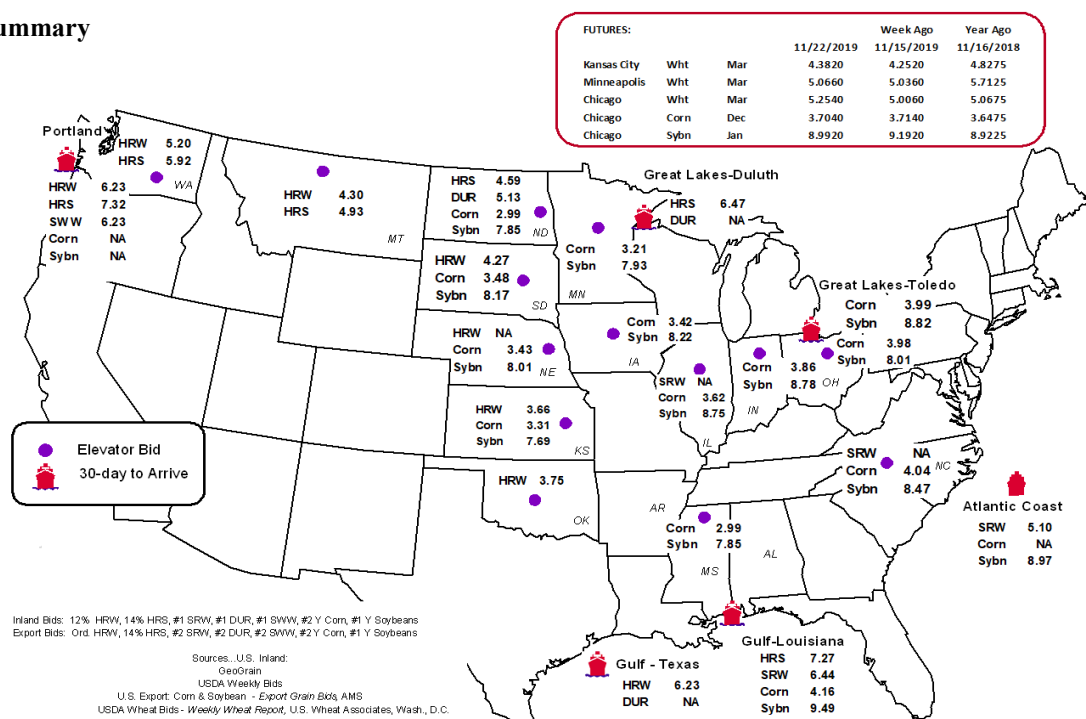 ummary
FUTURES:
Week Ago Year Ago
11/22/2019 11/15/2019 11/16/2018
Kansas City Wht Mar 4.3820 4.2520 4.8275
Minneapolis Wht Mar 5.0660 5.0360 5.7125
Chicago Wht Mar 5.2540 5.0060 5.0675
Chicago Corn Dec 3.7040 3.7140 3.6475
Chicago Sybn Jan 8.9920 9.1920 8.9225
Portland
HRW 6.23
HRS 7.32
SWW 6.23
Corn NA
Sybn NA
HRW 5.20
HRS 5.92
WA
HRW 4.30
HRS 4.93
MT
HRS 4.59
DUR 5.13
Corn 2.99
Sybn 7.85
ND
HRW 4.27
Corn 3.48
Sybn 8.17
SD
HRW NA
Corn 3.43
Sybn 8.01
NE
HRW 3.66
Corn 3.31
Sybn 7.69
KS
HRW 3.75
OK
Great Lakes-Duluth
HRS 6.47
DUR NA
Corn 3.21
Sybn 7.93
MN
Corn 3.42
Sybn 8.22
IA
SRW NA
Corn 3.62
Sybn 8.75
IL
Great Lakes-Toledo
Corn 3.99
Sybn 8.82
Corn 3.98
Sybn 8.01
OH
Corn 3.86
Sybn 8.78
IN
SRW NA
Corn 4.04
Sybn 8.47
NC
AR
Corn 2.99
Sybn 7.85
MS
AL
Atlantic Coast
SRW 5.10
Corn NA
Sybn 8.97
Elevator Bid
30-day to Arrive
Gulf - Texas
HRW 6.23
DUR NA
Gulf-Louisiana
HRS 7.27
SRW 6.44
Corn 4.16
Sybn 9.49
Inland Bids: 12% HRW, 14% HRS, #1 SRW, #1 DUR, #1 SWW, #2 Y Corn, #1 Y Soybeans
Export Bids: Ord. HRW, 14% HRS, #2 SRW, #2 DUR, #2 SWW, #2 Y Corn, #1 Y Soybeans
Sources...U.S. Inland:
GeoGrain
USDA Weekly Bids
U.S. Export: Corn & Soybean - Export Grain Bids, AMS
USDA Wheat Bids - Weekly Wheat Report, U.S. Wheat Associates, Wash., D.C.